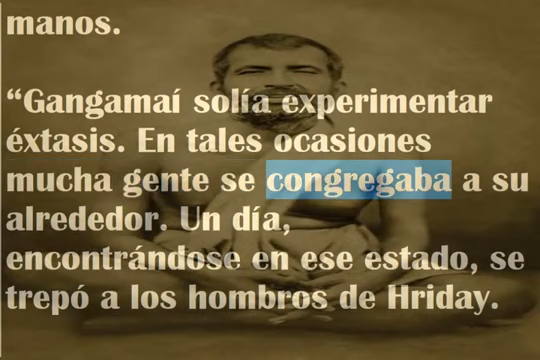 manos.
“Gangamaí solía experimentar
éxtasis. En tales ocasiones
mucha gente se congregaba a su
alrededor. Un día,
encontrándose en ese estado, se
trepó a los hombros de Hriday.